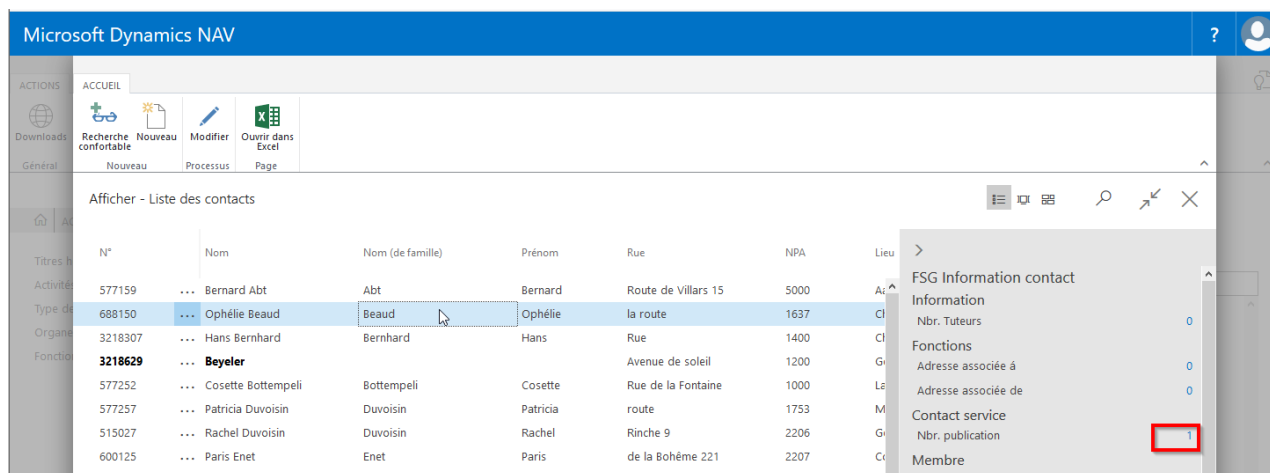 Microsoft Dynamics NAV ?
ACTIONS ACCUEIL
Downloads Recherche confortable Nouveau Modifier Ouvrir dans Excel
Général Nouveau Processus Page
Afficher - Liste des contacts
N° Nom Nom (de famille) Prénom Rue NPA Lieu
577159 ... Bernard Abt Abt Bernard Route de Villars 15 5000
688150 ... Ophélie Beaud Beaud Ophélie la route 1637
3218307 ... Hans Bernhard Bernhard Hans Rue 1400
3218629 ... Beyeler Avenue de soleil 1200
577252 ... Cosette Bottempeli Bottempeli Cosette Rue de la Fontaine 1000
577257 ... Patricia Duvoisin Duvoisin Patricia route 1753
515027 ... Rachel Duvoisin Duvoisin Rachel Rinche 9 2206
600125 ... Paris Enet Enet Paris de la Bohême 221 2207
FSG Information contact
Information
Nbr. Tuteurs 0
Fonctions
Adresse associée á 0
Adresse associée de 0
Contact service
Nbr. publication 1
Membre
Titres
Activités
Type de